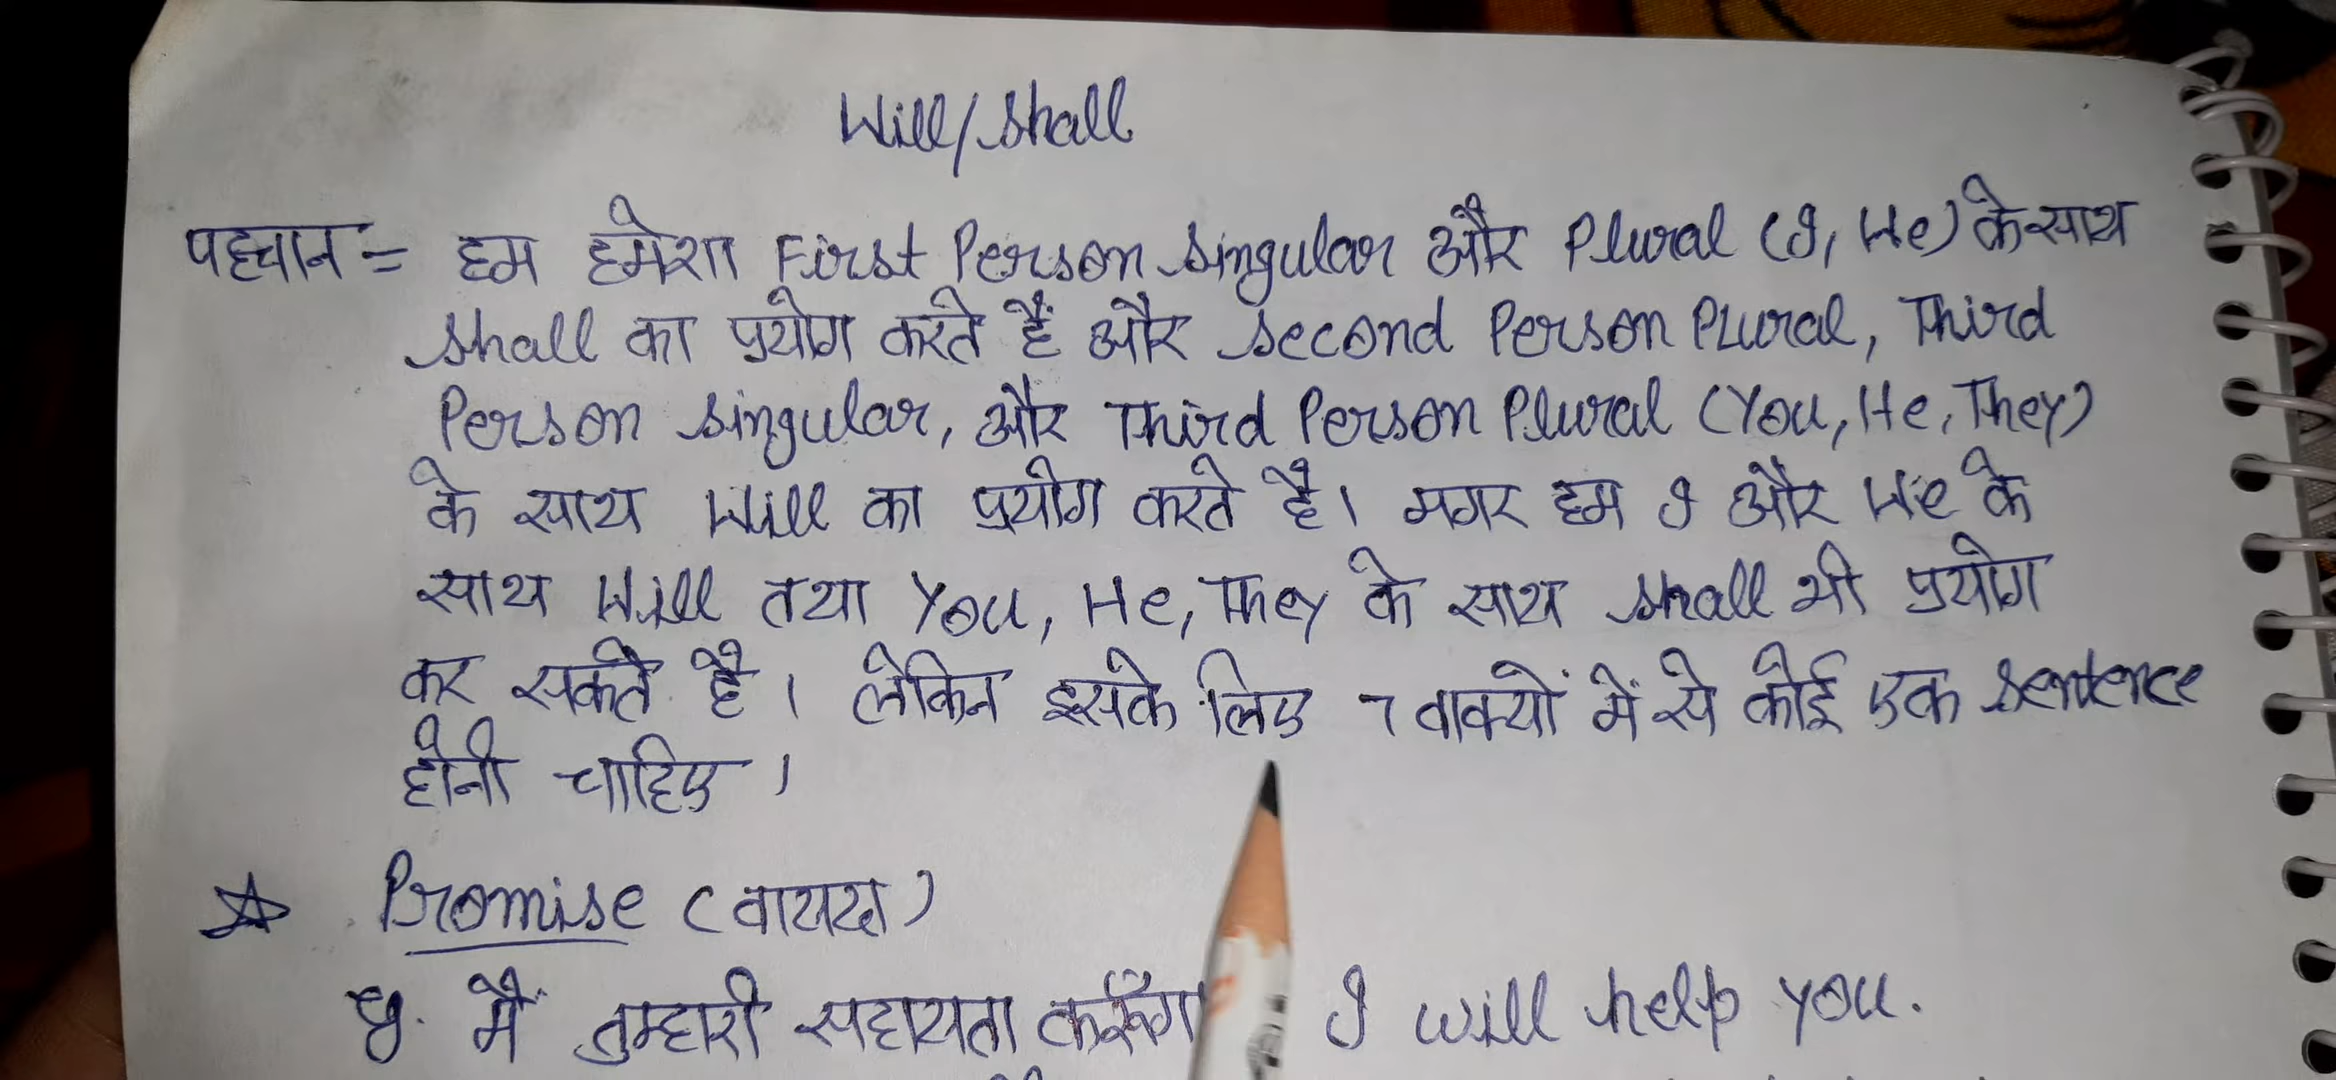 Will/Shall
पहचान = हम हमेशा First Person Singular और Plural (I, We) के साथ
Shall का प्रयोग करते हैं और Second Person Plural, Third
Person Singular, और Third Person Plural (You, He, They)
के साथ Will का प्रयोग करते है। मगर हम I और We के
साथ Will तथा You, He, They के साथ Shall भी प्रयोग
कर सकते है। लेकिन इसके लिए 7 वाक्यों में से कोई एक Sentence
होनी चाहिए।
☆ Promise (वायदा)
मैं तुम्हारी सहायता करूँगा I will help you.